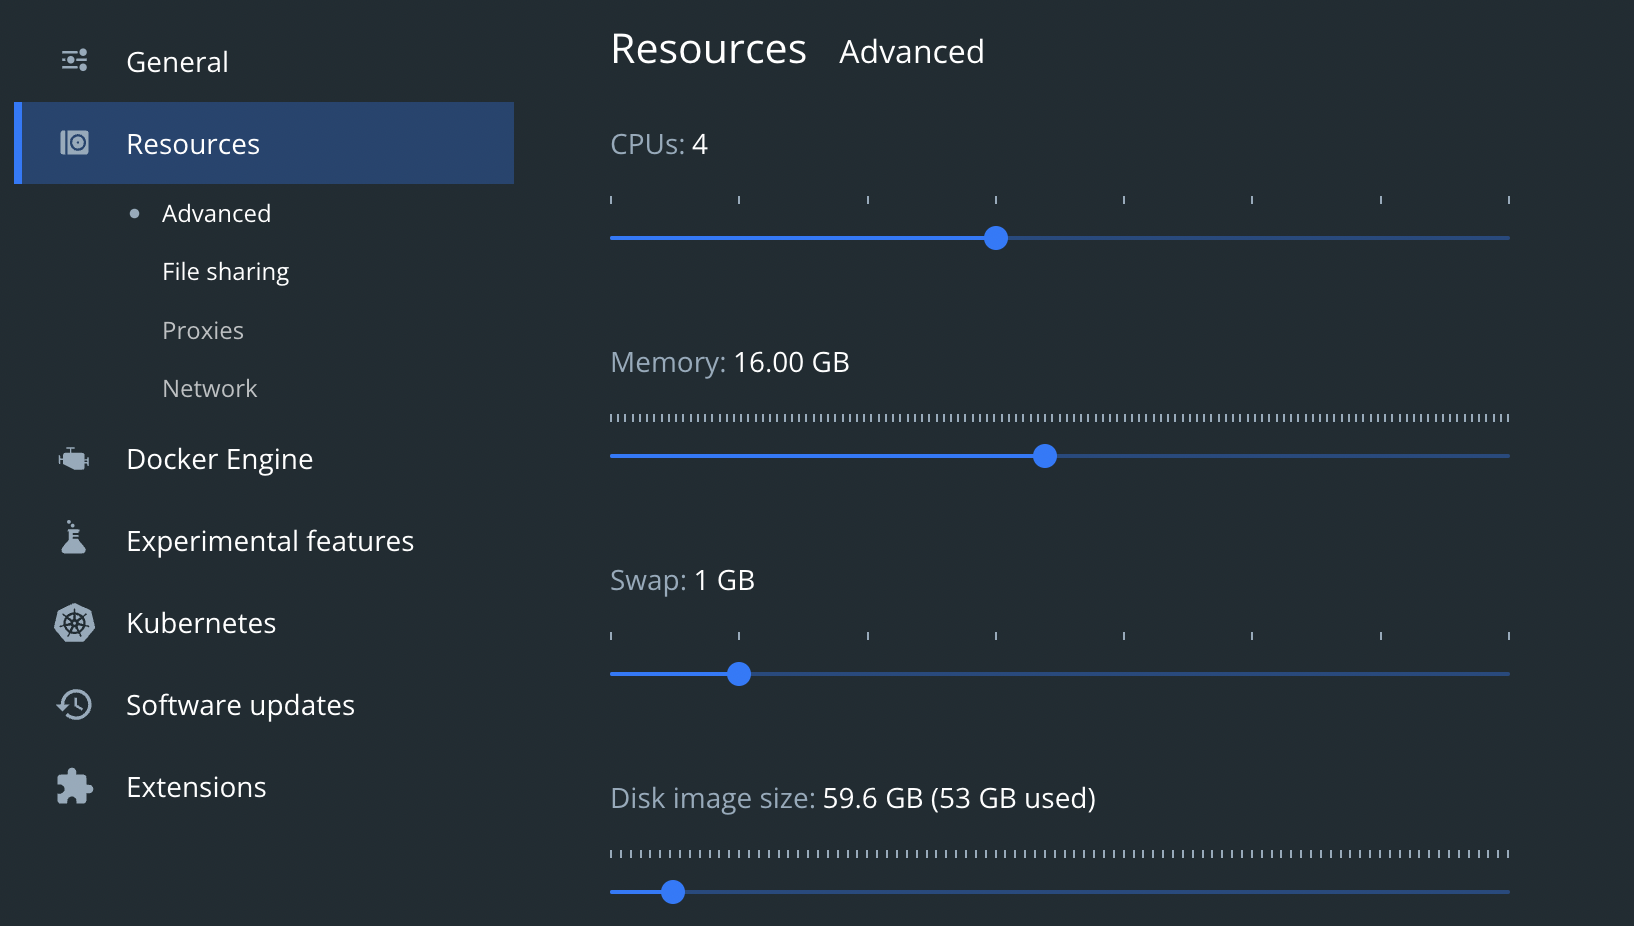 General
Resources
Advanced
File sharing
Proxies
Network
Docker Engine
Experimental features
Kubernetes
Software updates
Extensions
Resources Advanced
CPUs: 4
Memory: 16.00 GB
Swap: 1 GB
Disk image size: 59.6 GB (53 GB used)